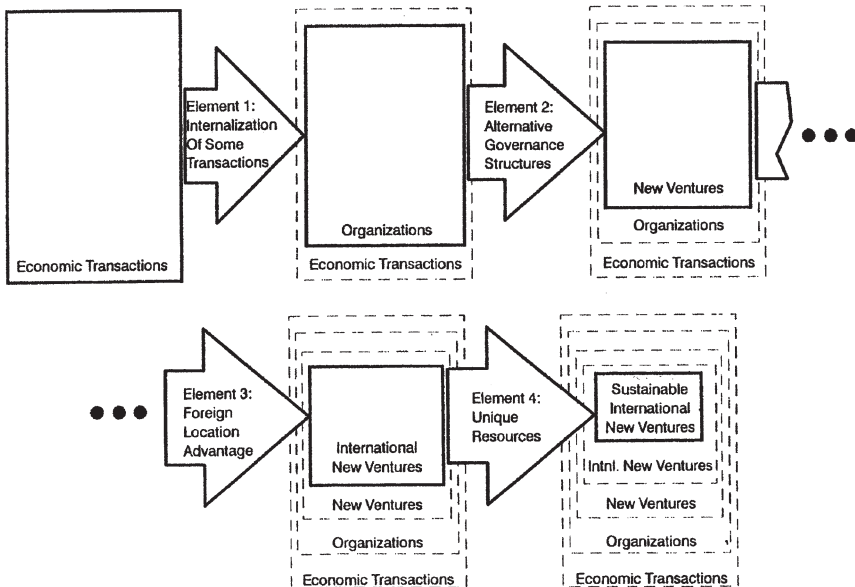 Economic Transactions
Element 1:
Internalization
Of Some
Transactions
Organizations
Economic Transactions
Element 2:
Alternative
Governance
Structures
New Ventures
Organizations
Economic Transactions
Element 3:
Foreign
Location
Advantage
International
New Ventures
New Ventures
Organizations
Economic Transactions
Element 4:
Unique
Resources
Sustainable
International
New Ventures
Intnl. New Ventures
New Ventures
Organizations
Economic Transactions